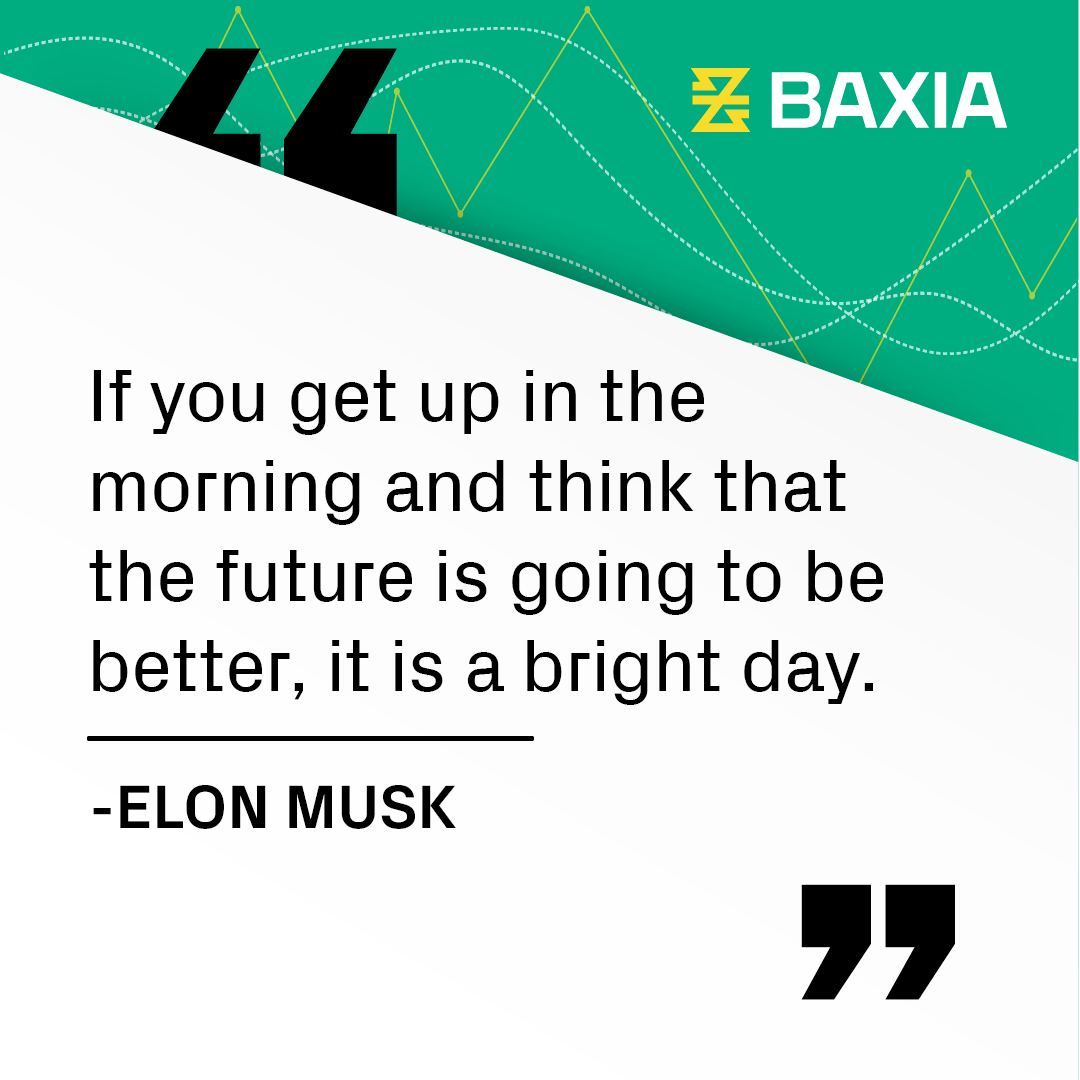 BAXIA
If you get up in the
morning and think that
the future is going to be
better, it is a bright day.
-ELON MUSK